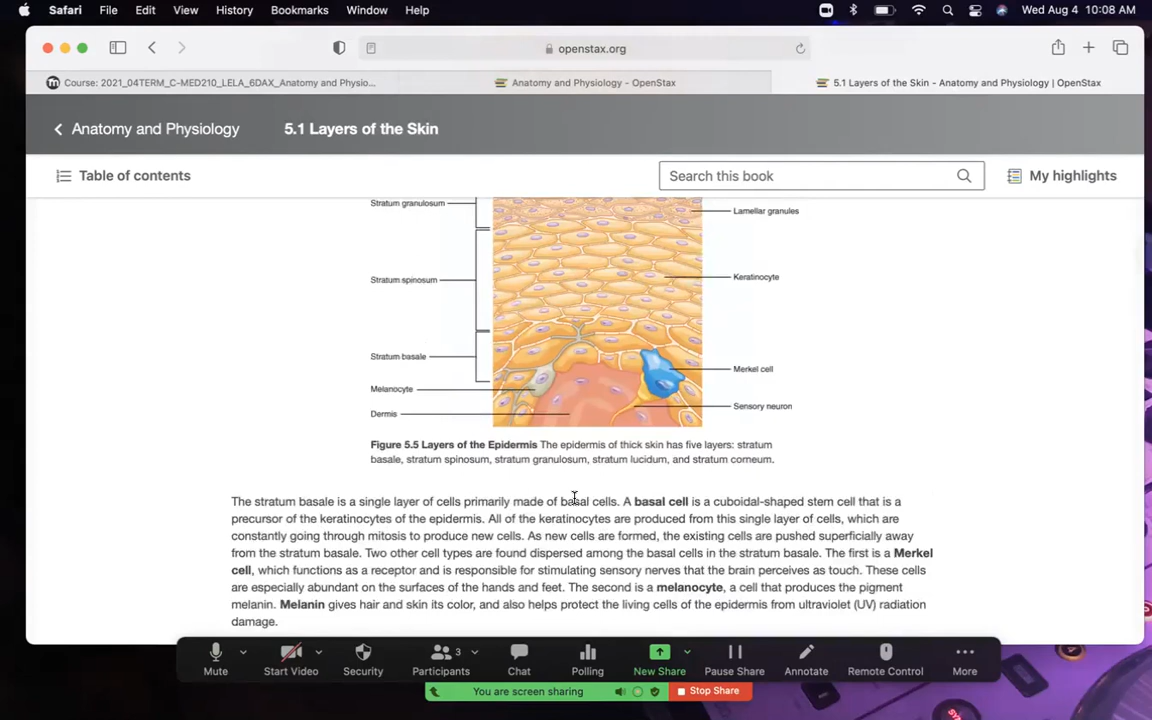 Safari File Edit View History Bookmarks Window Help Wed Aug 4 10:08 AM
openstax.org
Course: 2021_04TERM_C-MED210_LELA_6DAX_Anatomy and Physio... Anatomy and Physiology - OpenStax 5.1 Layers of the Skin - Anatomy and Physiology | OpenStax
Anatomy and Physiology 5.1 Layers of the Skin
Table of contents Search this book My highlights
Stratum granulosum
Lamellar granules
Stratum spinosum
Keratinocyte
Stratum basale
Merkel cell
Melanocyte
Sensory neuron
Dermis
Figure 5.5 Layers of the Epidermis The epidermis of thick skin has five layers: stratum
basale, stratum spinosum, stratum granulosum, stratum lucidum, and stratum corneum.
The stratum basale is a single layer of cells primarily made of basal cells. A basal cell is a cuboidal-shaped stem cell that is a
precursor of the keratinocytes of the epidermis. All of the keratinocytes are produced from this single layer of cells, which are
constantly going through mitosis to produce new cells. As new cells are formed, the existing cells are pushed superficially away
from the stratum basale. Two other cell types are found dispersed among the basal cells in the stratum basale. The first is a Merkel
cell, which functions as a receptor and is responsible for stimulating sensory nerves that the brain perceives as touch. These cells
are especially abundant on the surfaces of the hands and feet. The second is a melanocyte, a cell that produces the pigment
melanin. Melanin gives hair and skin its color, and also helps protect the living cells of the epidermis from ultraviolet (UV) radiation
damage.
3
Mute Start Video Security Participants Chat Polling New Share Pause Share Annotate Remote Control More
You are screen sharing Stop Share